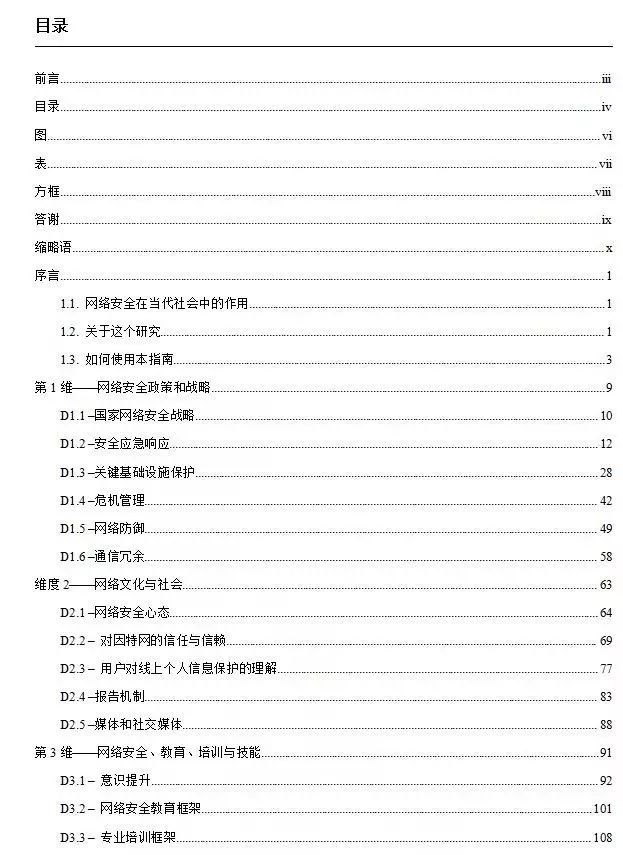 目录
前言 iii
目录 iv
图 vi
表 vii
方框 viii
答谢 ix
缩略语 x
序言 1
1.1. 网络安全在当代社会中的作用 1
1.2. 关于这个研究 1
1.3. 如何使用本指南 3
第 1 维——网络安全政策和战略 9
D1.1 –国家网络安全战略 10
D1.2 –安全应急响应 12
D1.3 –关键基础设施保护 28
D1.4 –危机管理 42
D1.5 –网络防御 49
D1.6 –通信冗余 58
维度 2——网络文化与社会 63
D2.1 –网络安全心态 64
D2.2 – 对因特网的信任与信赖 69
D2.3 – 用户对线上个人信息保护的理解 77
D2.4 –报告机制 83
D2.5 –媒体和社交媒体 88
第 3 维——网络安全、教育、培训与技能 91
D3.1 – 意识提升 92
D3.2 – 网络安全教育框架 101
D3.3 – 专业培训框架 108